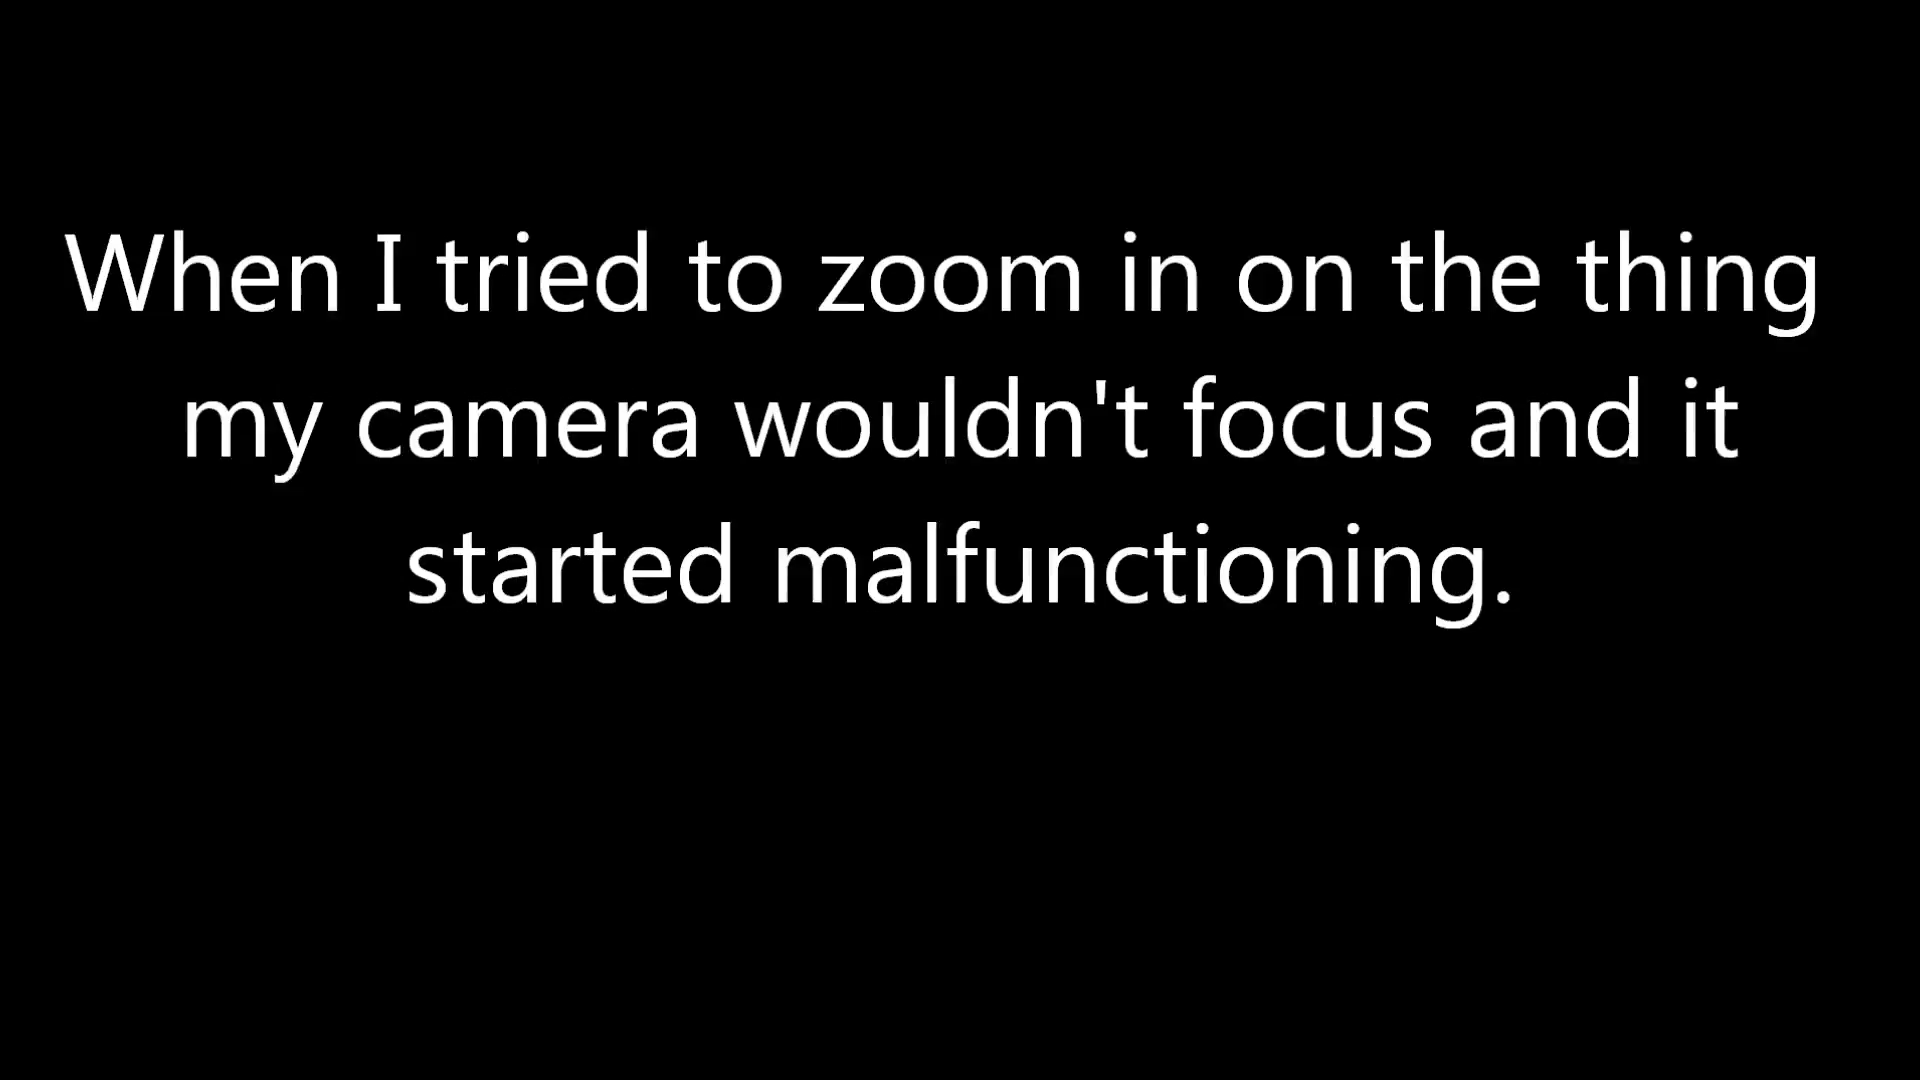 When I tried to zoom in on the thing
my camera wouldn't focus and it
started malfunctioning.